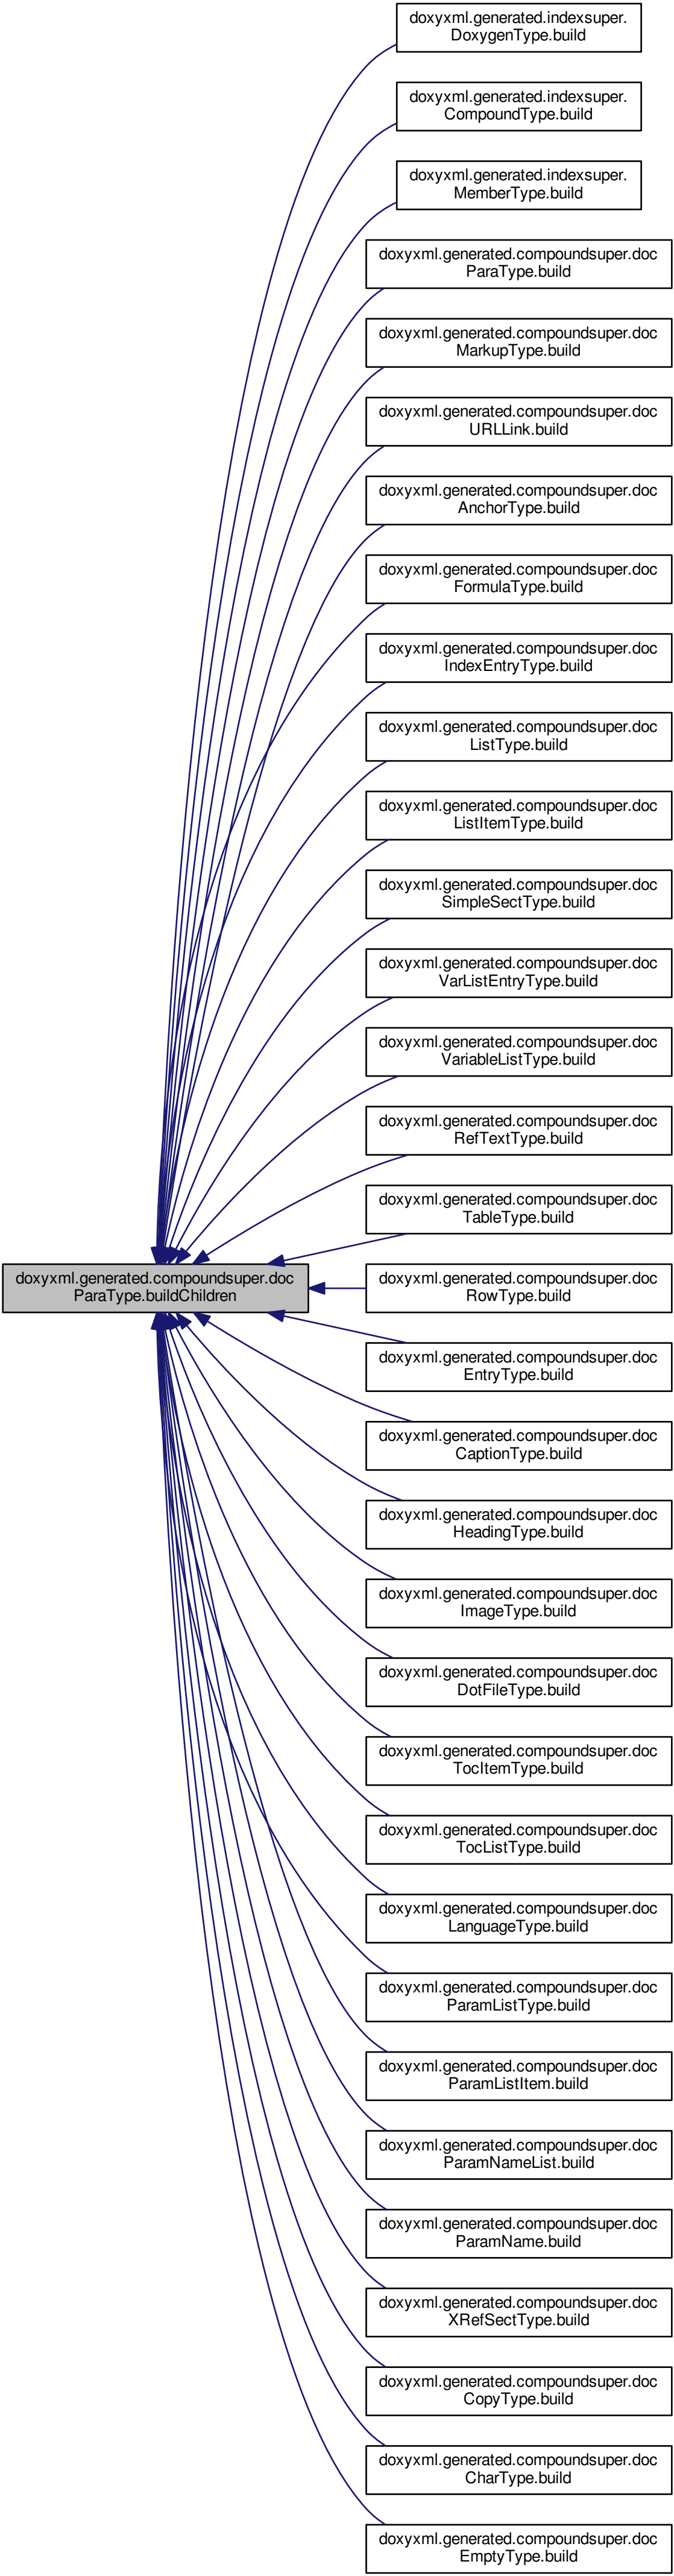 doxyxml.generated.indexsuper.
DoxygenType.build
doxyxml.generated.indexsuper.
CompoundType.build
doxyxml.generated.indexsuper.
MemberType.build
doxyxml.generated.compoundsuper.doc
ParaType.build
doxyxml.generated.compoundsuper.doc
MarkupType.build
doxyxml.generated.compoundsuper.doc
URLLink.build
doxyxml.generated.compoundsuper.doc
AnchorType.build
doxyxml.generated.compoundsuper.doc
FormulaType.build
doxyxml.generated.compoundsuper.doc
IndexEntryType.build
doxyxml.generated.compoundsuper.doc
ListType.build
doxyxml.generated.compoundsuper.doc
ListItemType.build
doxyxml.generated.compoundsuper.doc
SimpleSectType.build
doxyxml.generated.compoundsuper.doc
VarListEntryType.build
doxyxml.generated.compoundsuper.doc
VariableListType.build
doxyxml.generated.compoundsuper.doc
RefTextType.build
doxyxml.generated.compoundsuper.doc
TableType.build
doxyxml.generated.compoundsuper.doc
ParaType.buildChildren
doxyxml.generated.compoundsuper.doc
RowType.build
doxyxml.generated.compoundsuper.doc
EntryType.build
doxyxml.generated.compoundsuper.doc
CaptionType.build
doxyxml.generated.compoundsuper.doc
HeadingType.build
doxyxml.generated.compoundsuper.doc
ImageType.build
doxyxml.generated.compoundsuper.doc
DotFileType.build
doxyxml.generated.compoundsuper.doc
TocItemType.build
doxyxml.generated.compoundsuper.doc
TocListType.build
doxyxml.generated.compoundsuper.doc
LanguageType.build
doxyxml.generated.compoundsuper.doc
ParamListType.build
doxyxml.generated.compoundsuper.doc
ParamListItem.build
doxyxml.generated.compoundsuper.doc
ParamNameList.build
doxyxml.generated.compoundsuper.doc
ParamName.build
doxyxml.generated.compoundsuper.doc
XRefSectType.build
doxyxml.generated.compoundsuper.doc
CopyType.build
doxyxml.generated.compoundsuper.doc
CharType.build
doxyxml.generated.compoundsuper.doc
EmptyType.build